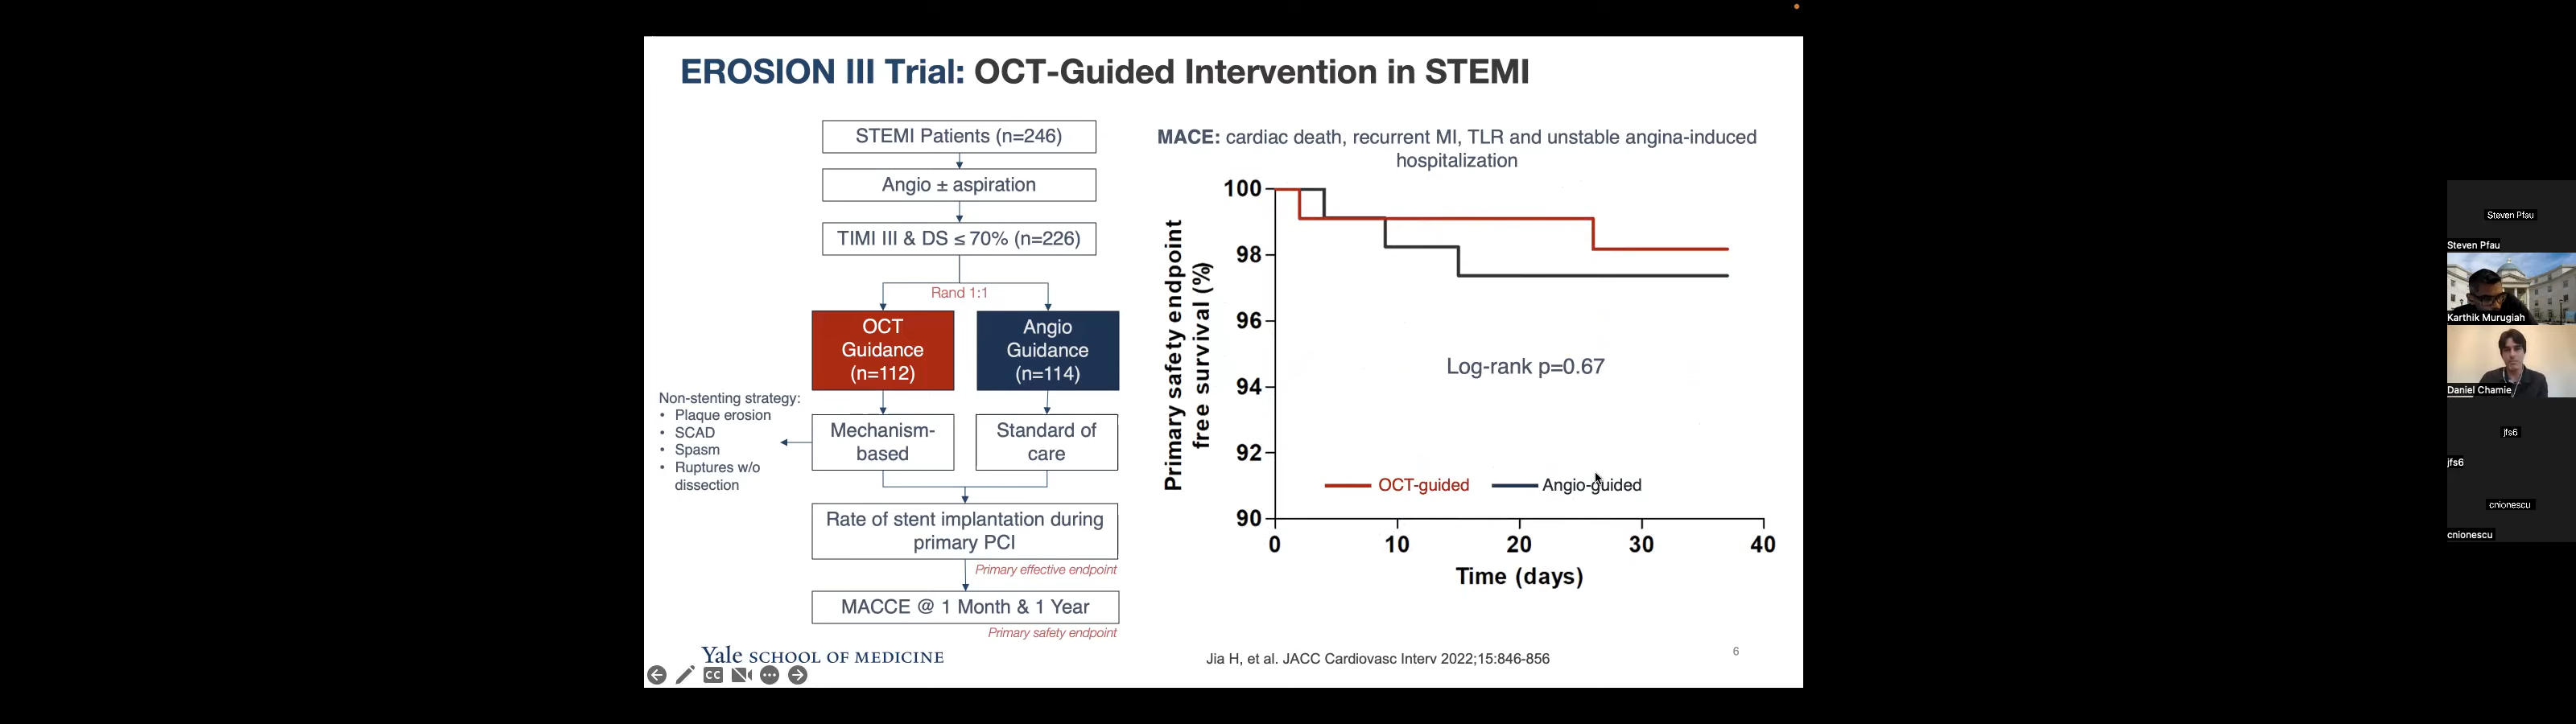 EROSION III Trial: OCT-Guided Intervention in STEMI
STEMI Patients (n=246)
Angio ± aspiration
TIMI III & DS ≤ 70% (n=226)
Rand 1:1
OCT
Guidance
(n=112)
Angio
Guidance
(n=114)
Non-stenting strategy:
• Plaque erosion
• SCAD
• Spasm
• Ruptures w/o
dissection
Mechanism-
based
Standard of
care
Rate of stent implantation during
primary PCI
Primary effective endpoint
MACCE @ 1 Month & 1 Year
Primary safety endpoint
MACE: cardiac death, recurrent MI, TLR and unstable angina-induced
hospitalization
Primary safety endpoint
free survival (%)
100
98
96
94
92
90
Log-rank p=0.67
OCT-guided
Angio-guided
0 10 20 30 40
Time (days)
Yale SCHOOL OF MEDICINE
Jia H, et al. JACC Cardiovasc Interv 2022;15:846-856
6
CC
Steven Pfau
Steven Pfau
Karthik Murugiah
Daniel Chamie
jfs6
jfs6
cnionescu
cnionescu